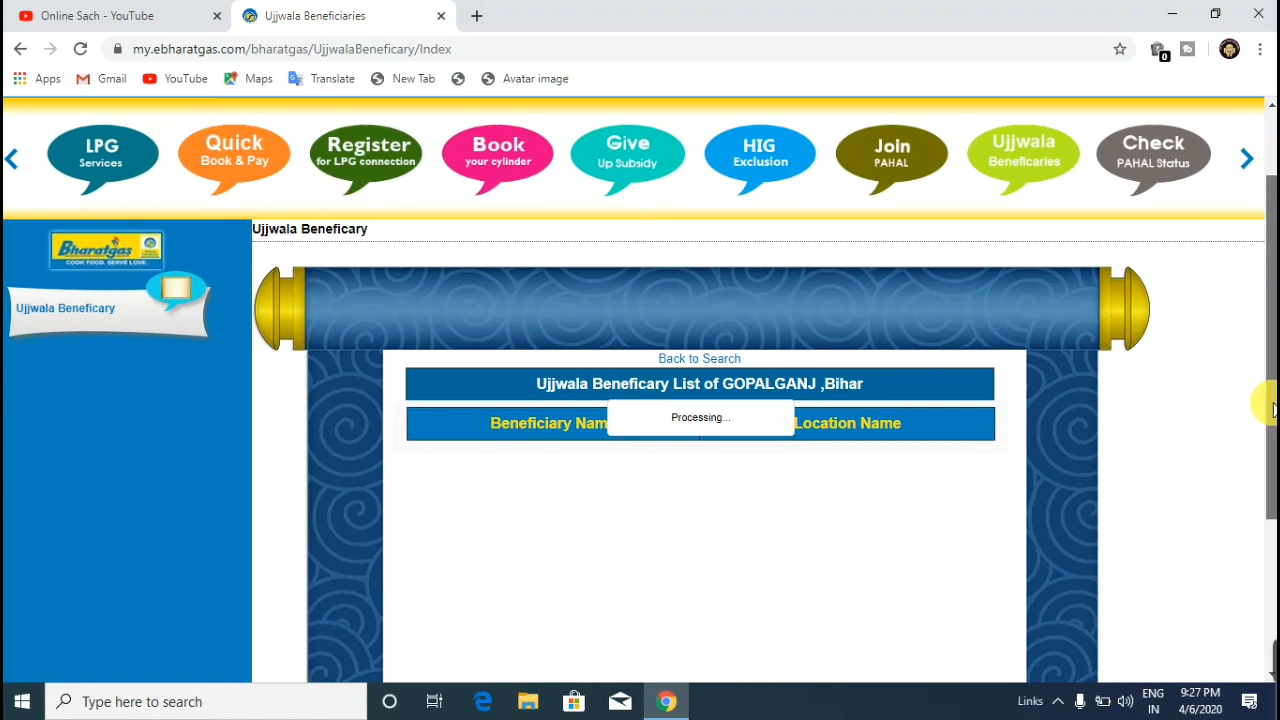 Online Sach - YouTube
Ujjwala Beneficiaries
my.ebharatgas.com/bharatgas/UjjwalaBeneficary/Index
0
Apps
Gmail
YouTube
Maps
Translate
New Tab
Avatar image
LPG
Services
Quick
Book & Pay
Register
for LPG connection
Book
your cylinder
Give
Up Subsidy
HIG
Exclusion
Join
PAHAL
Ujjwala
Beneficaries
Check
PAHAL Status
Bharatgas
COOK FOOD. SERVE LOVE.
Ujjwala Beneficary
Ujjwala Beneficary
Back to Search
Ujjwala Beneficary List of GOPALGANJ ,Bihar
Processing...
Beneficiary Nam
Location Name
Type here to search
Links
ENG
IN
9:27 PM
4/6/2020